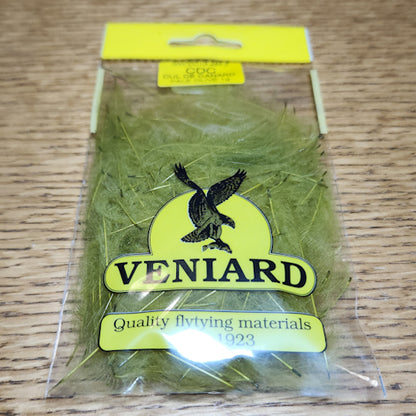 CDC
CUL DE CANARD
VENIARD
Quality flytying materials
1923